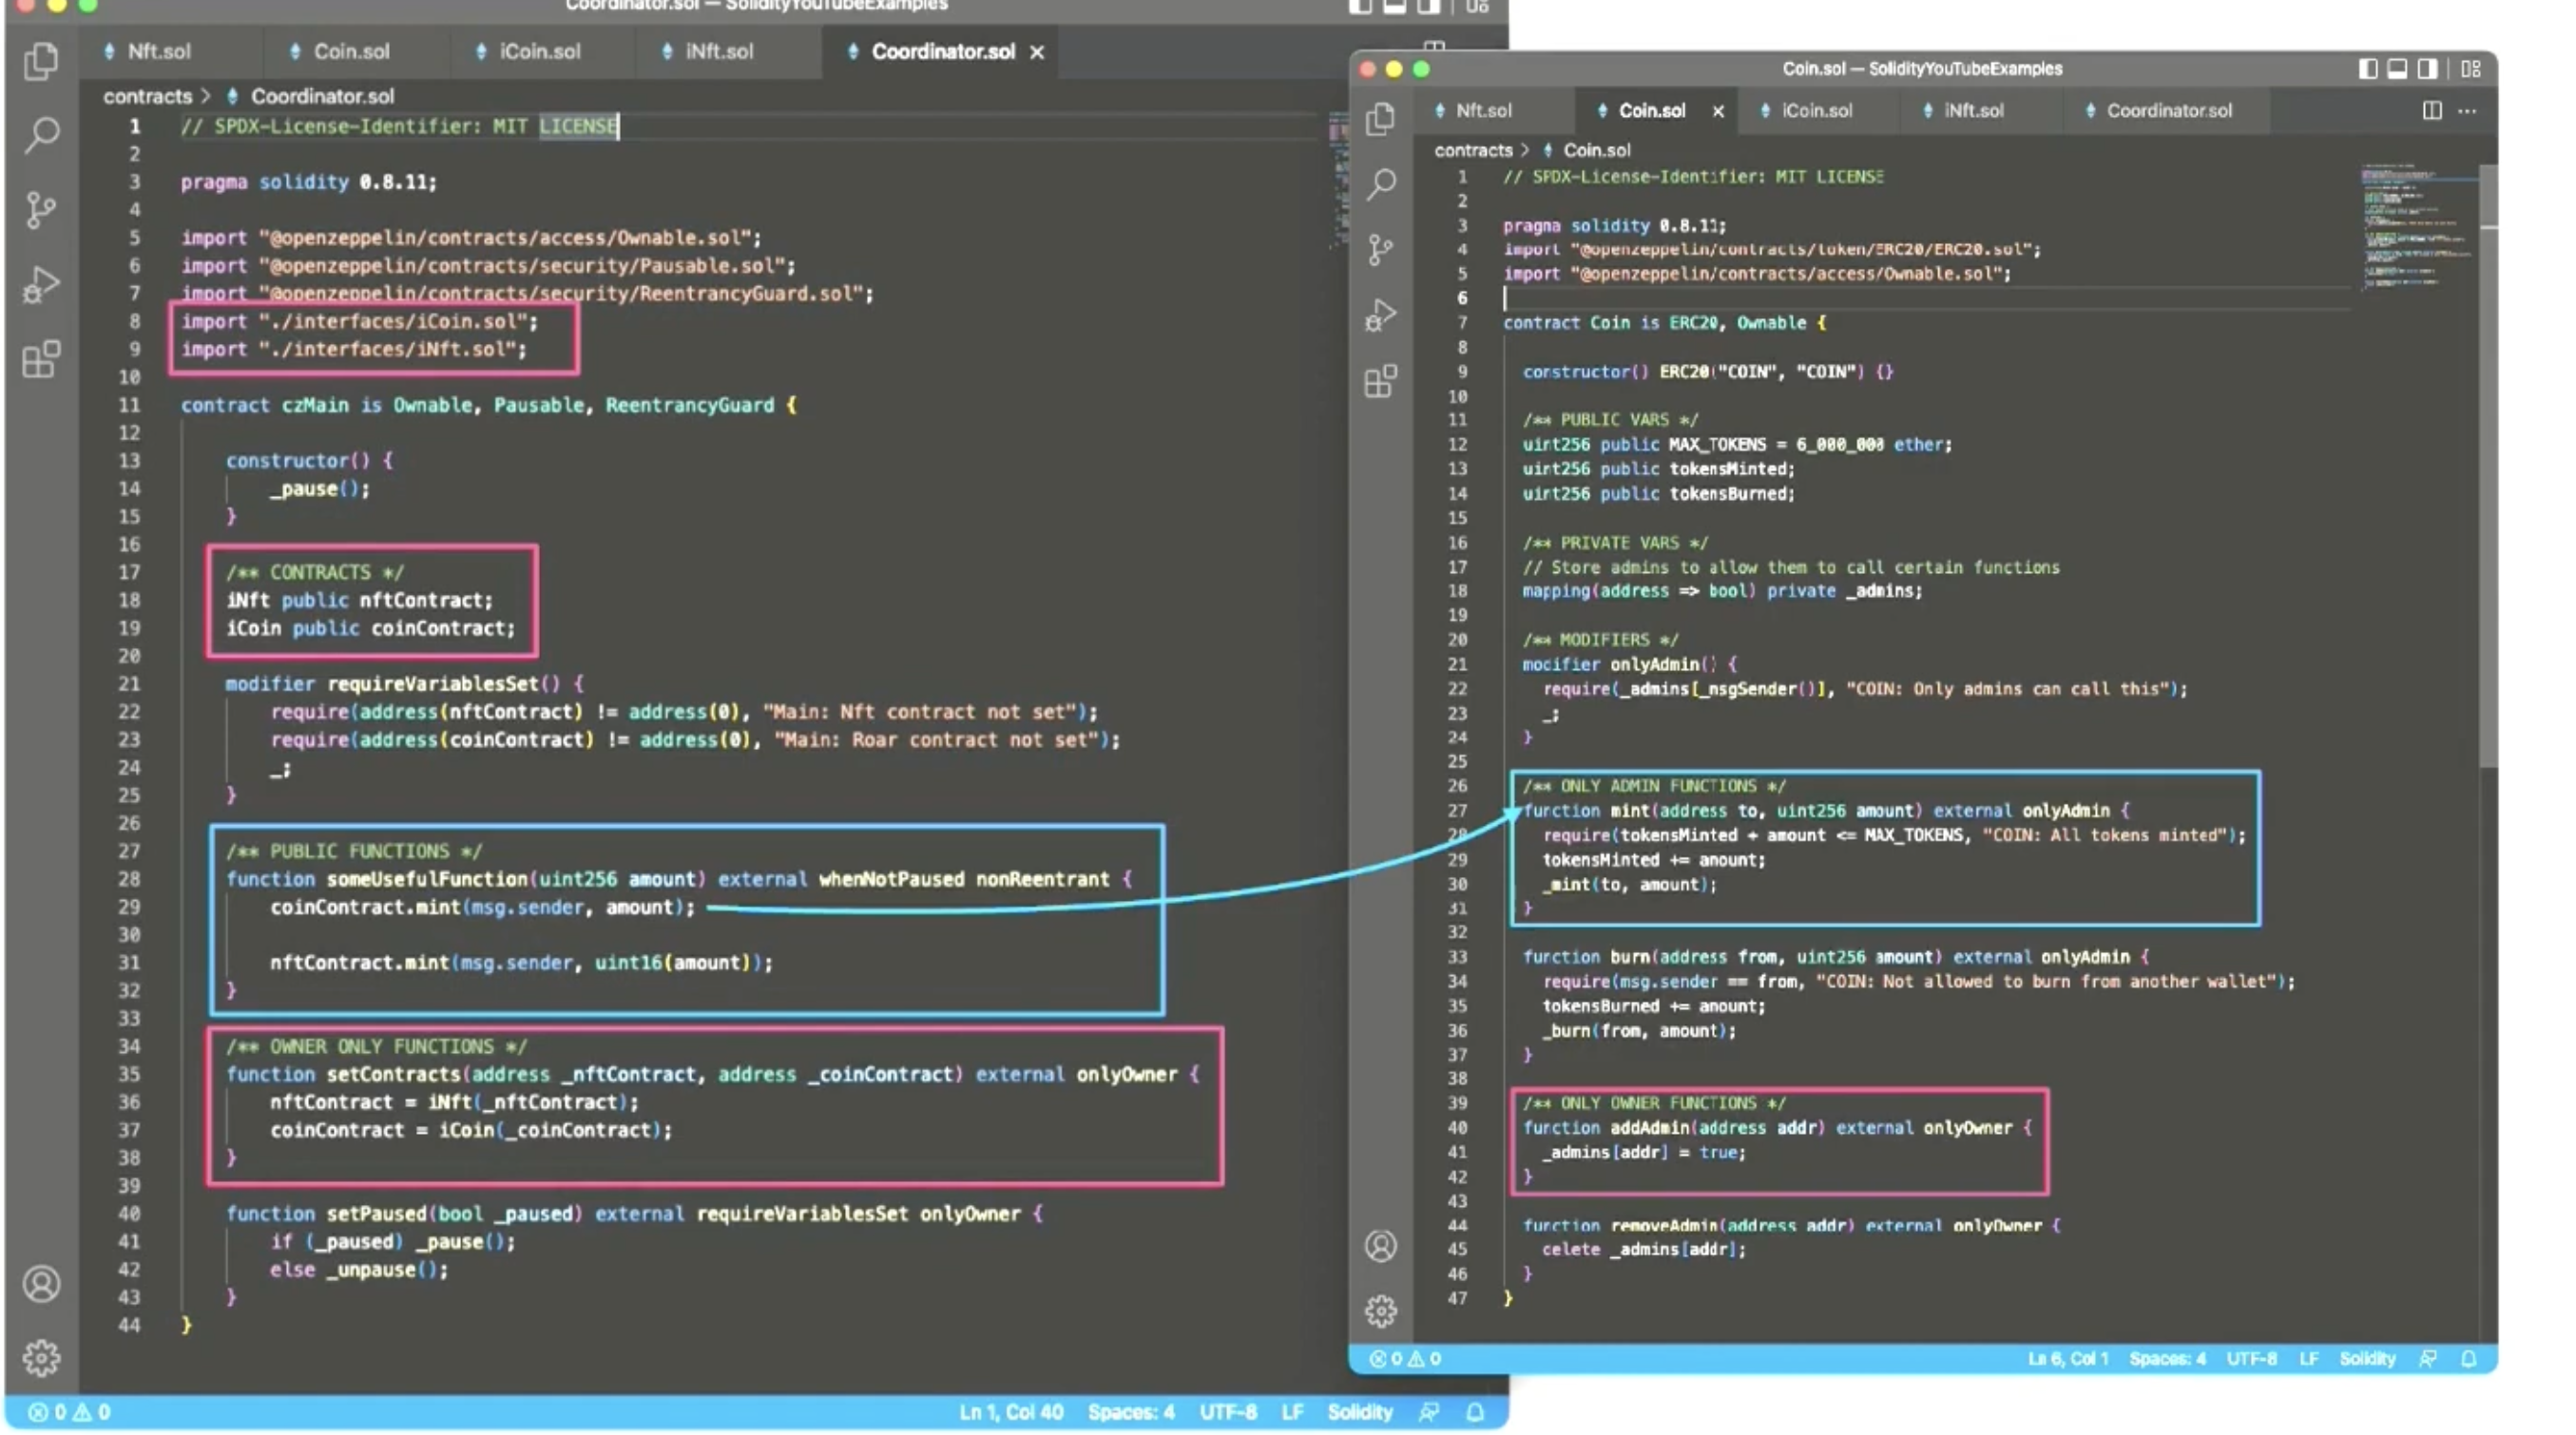 Coordinator.sol — SolidityYouTubeExamples
Nft.sol Coin.sol iCoin.sol iNft.sol Coordinator.sol ×
contracts > Coordinator.sol
1 // SPDX-License-Identifier: MIT LICENSE
2
3 pragma solidity 0.8.11;
4
5 import "@openzeppelin/contracts/access/Ownable.sol";
6 import "@openzeppelin/contracts/security/Pausable.sol";
7 import "@openzeppelin/contracts/security/ReentrancyGuard.sol";
8 import "./interfaces/iCoin.sol";
9 import "./interfaces/iNft.sol";
10
11 contract czMain is Ownable, Pausable, ReentrancyGuard {
12
13 constructor() {
14 _pause();
15 }
16
17 /** CONTRACTS */
18 iNft public nftContract;
19 iCoin public coinContract;
20
21 modifier requireVariablesSet() {
22 require(address(nftContract) != address(0), "Main: Nft contract not set");
23 require(address(coinContract) != address(0), "Main: Roar contract not set");
24 _;
25 }
26
27 /** PUBLIC FUNCTIONS */
28 function someUsefulFunction(uint256 amount) external whenNotPaused nonReentrant {
29 coinContract.mint(msg.sender, amount);
30
31 nftContract.mint(msg.sender, uint16(amount));
32 }
33
34 /** OWNER ONLY FUNCTIONS */
35 function setContracts(address _nftContract, address _coinContract) external onlyOwner {
36 nftContract = iNft(_nftContract);
37 coinContract = iCoin(_coinContract);
38 }
39
40 function setPaused(bool _paused) external requireVariablesSet onlyOwner {
41 if (_paused) _pause();
42 else _unpause();
43 }
44 }
0 0 Ln 1, Col 40 Spaces: 4 UTF-8 LF Solidity
Coin.sol — SolidityYouTubeExamples
Nft.sol Coin.sol × iCoin.sol iNft.sol Coordinator.sol
contracts > Coin.sol
1 // SPDX-License-Identifier: MIT LICENSE
2
3 pragma solidity 0.8.11;
4 import "@openzeppelin/contracts/token/ERC20/ERC20.sol";
5 import "@openzeppelin/contracts/access/Ownable.sol";
6
7 contract Coin is ERC20, Ownable {
8
9 constructor() ERC20("COIN", "COIN") {}
10
11 /** PUBLIC VARS */
12 uint256 public MAX_TOKENS = 6_000_000 ether;
13 uint256 public tokensMinted;
14 uint256 public tokensBurned;
15
16 /** PRIVATE VARS */
17 // Store admins to allow them to call certain functions
18 mapping(address => bool) private _admins;
19
20 /** MODIFIERS */
21 modifier onlyAdmin() {
22 require(_admins[_msgSender()], "COIN: Only admins can call this");
23 _;
24 }
25
26 /** ONLY ADMIN FUNCTIONS */
27 function mint(address to, uint256 amount) external onlyAdmin {
28 require(tokensMinted + amount <= MAX_TOKENS, "COIN: All tokens minted");
29 tokensMinted += amount;
30 _mint(to, amount);
31 }
32
33 function burn(address from, uint256 amount) external onlyAdmin {
34 require(msg.sender == from, "COIN: Not allowed to burn from another wallet");
35 tokensBurned += amount;
36 _burn(from, amount);
37 }
38
39 /** ONLY OWNER FUNCTIONS */
40 function addAdmin(address addr) external onlyOwner {
41 _admins[addr] = true;
42 }
43
44 function removeAdmin(address addr) external onlyOwner {
45 delete _admins[addr];
46 }
47 }
0 0 Ln 6, Col 1 Spaces: 4 UTF-8 LF Solidity